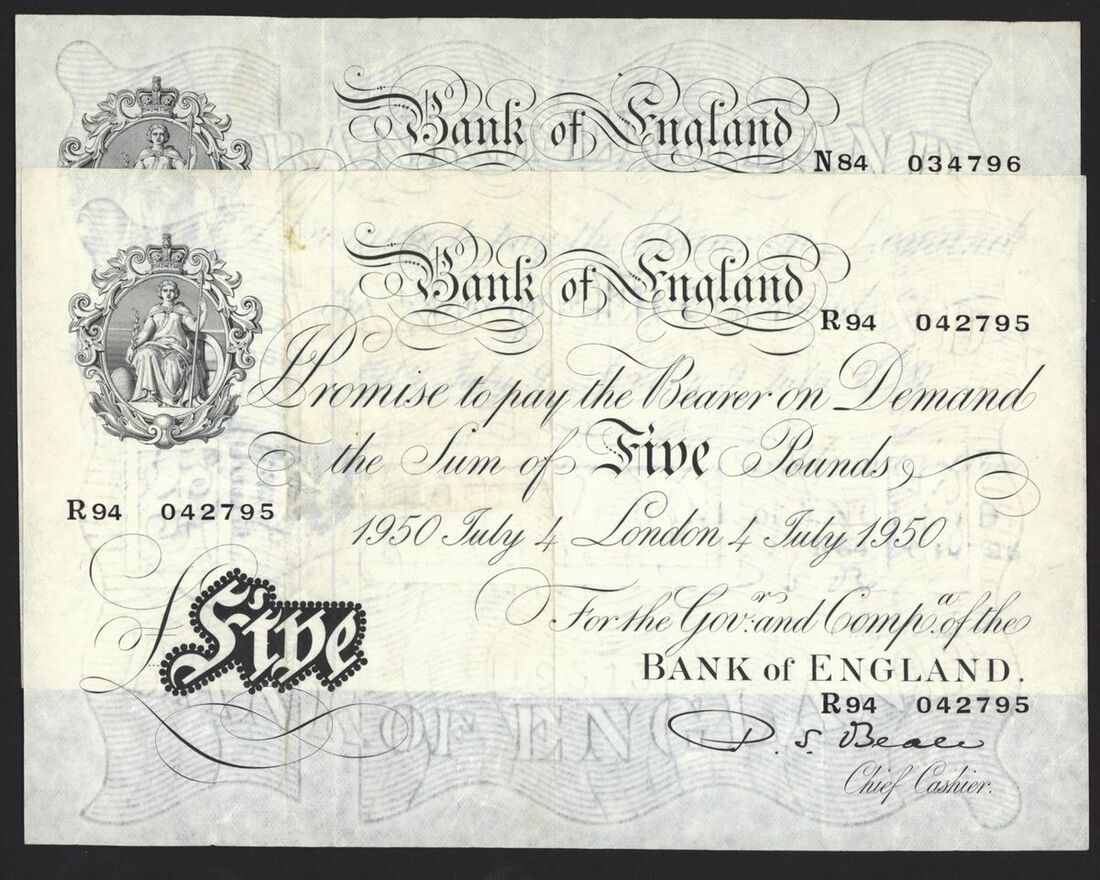 Bank of England
N84 034796
Bank of England
R94 042795
I Promise to pay the Bearer on Demand
the Sum of Five Pounds
R94 042795
1950 July 4 London 4 July 1950
£Five
For the Govr. and Compa. of the
BANK of ENGLAND.
R94 042795
P. S. Beale
Chief Cashier.
OF ENGLAN